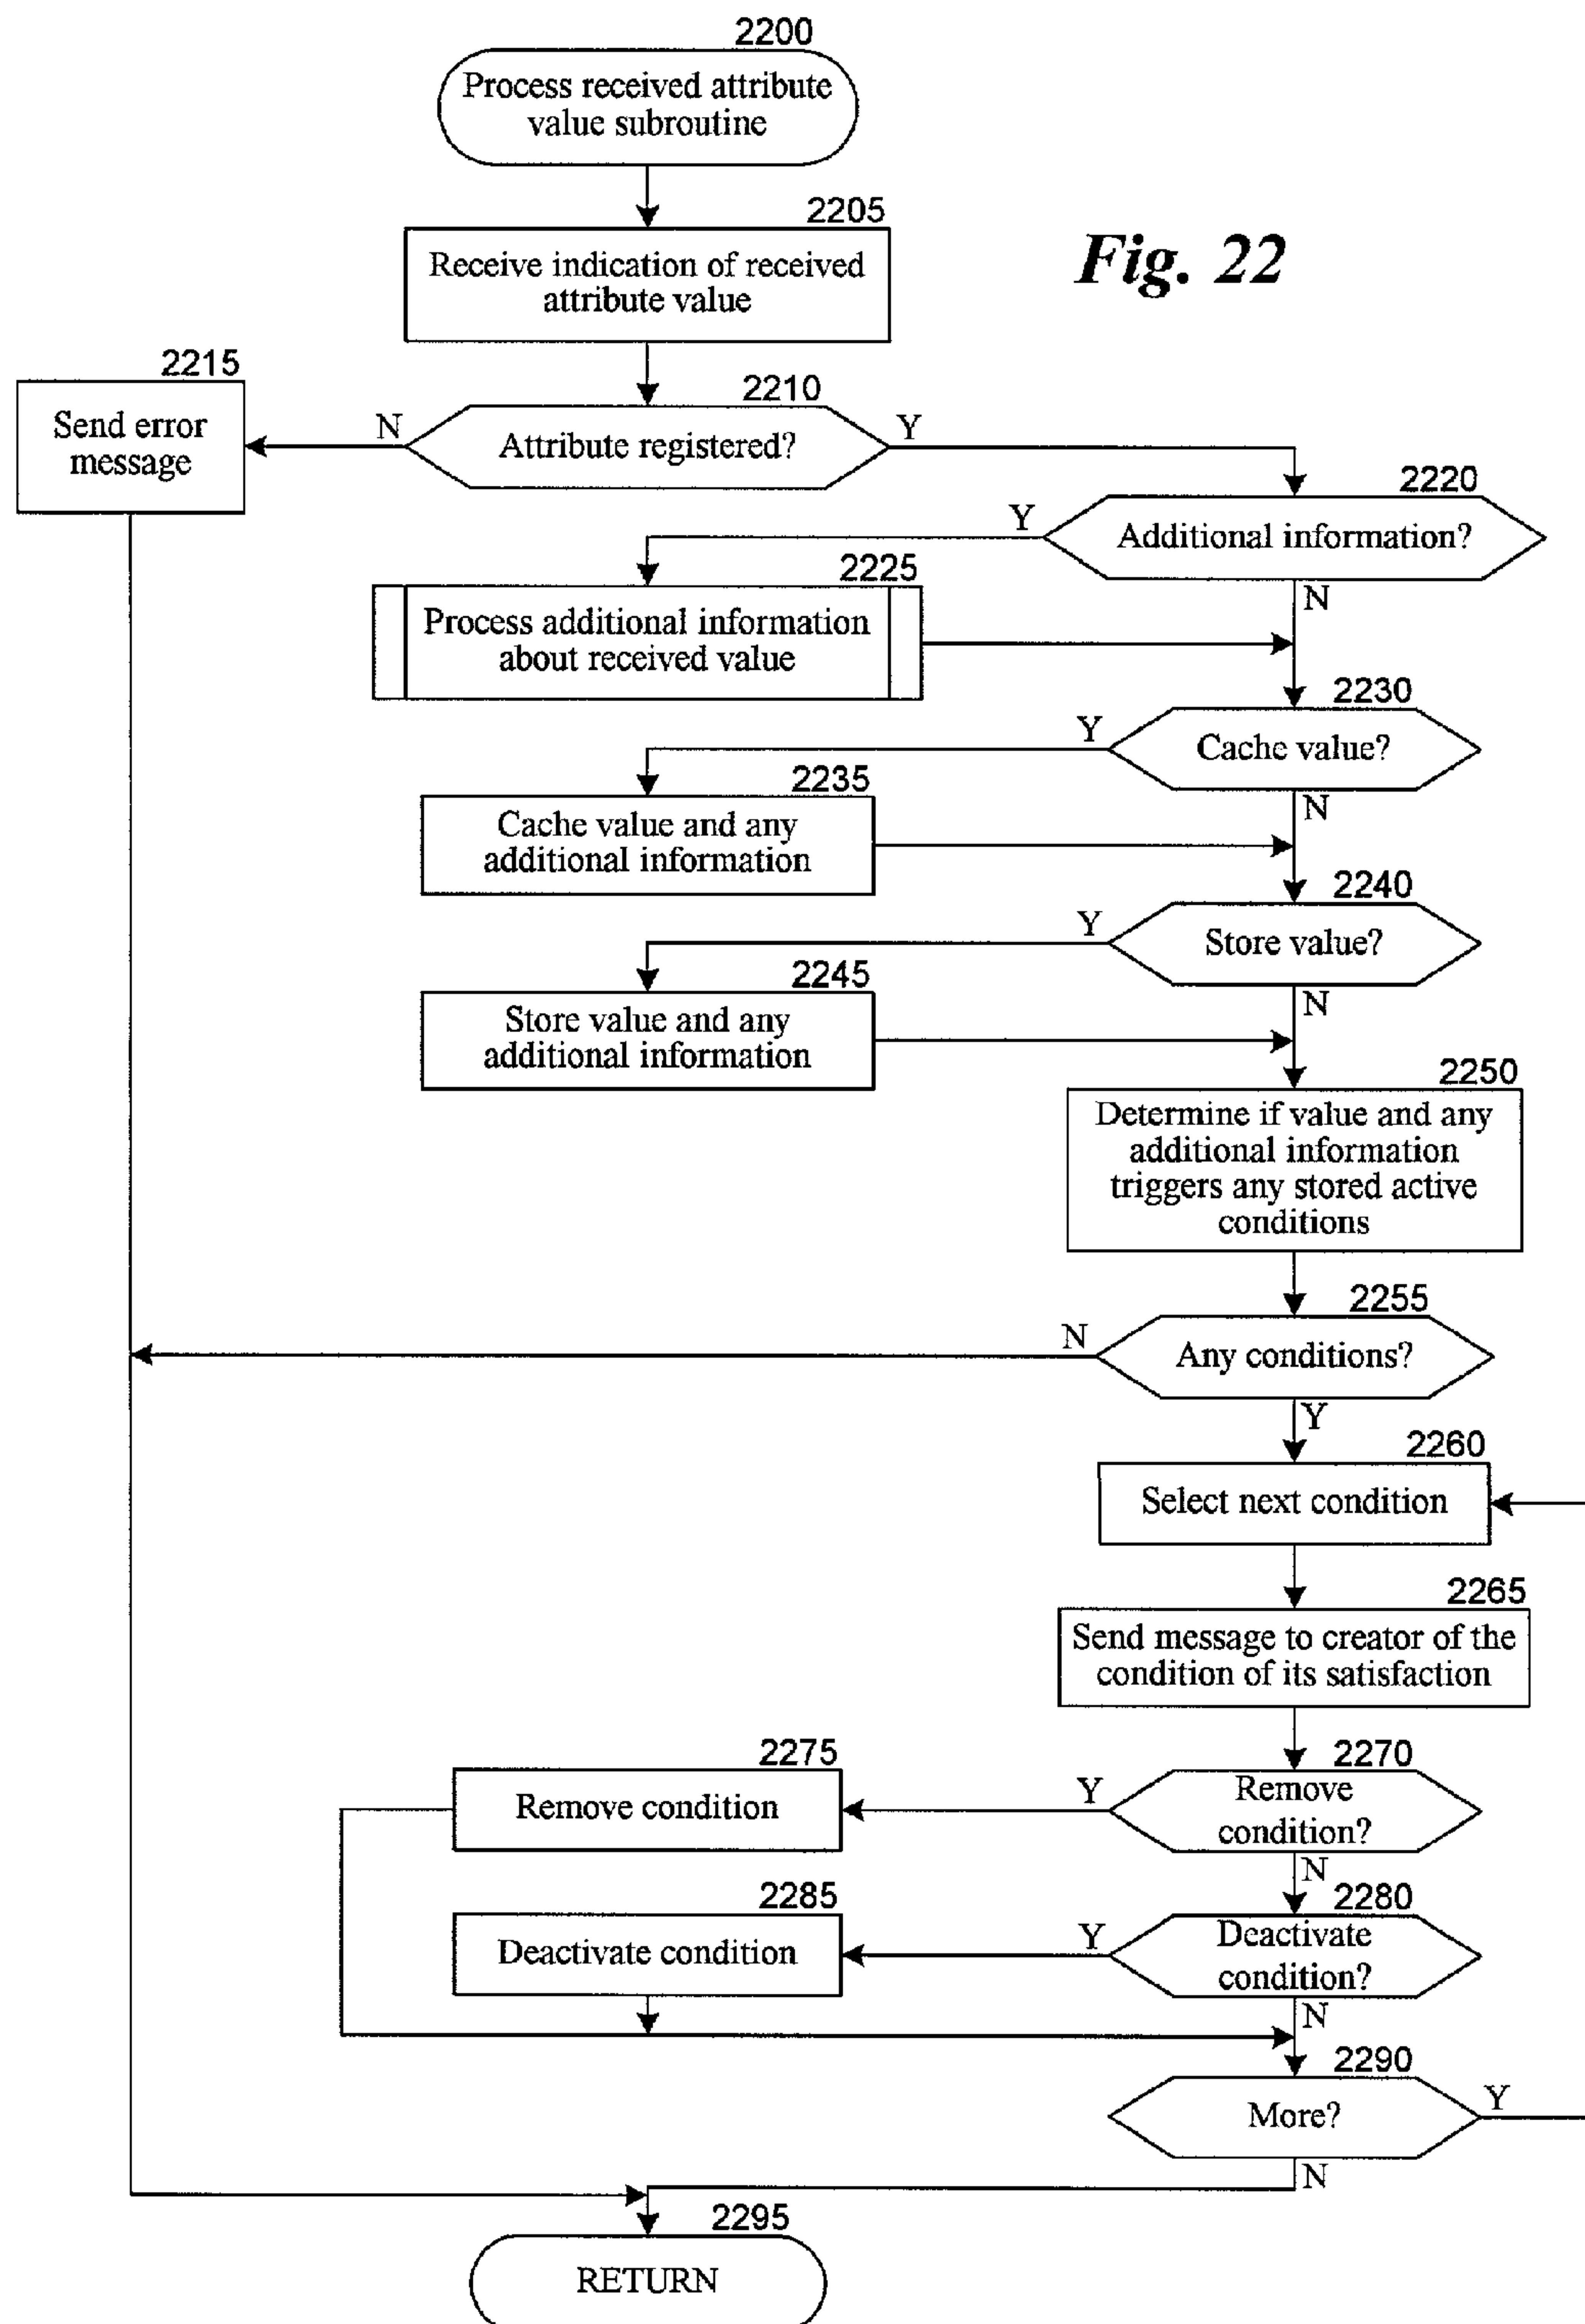 2200
Process received attribute
value subroutine
2205
Receive indication of received
attribute value
Fig. 22
2215
Send error
message
2210
N
Attribute registered?
Y
2220
Y
Additional information?
N
2225
Process additional information
about received value
2230
Y
Cache value?
N
2235
Cache value and any
additional information
2240
Y
Store value?
N
2245
Store value and any
additional information
2250
Determine if value and any
additional information
triggers any stored active
conditions
2255
N
Any conditions?
Y
2260
Select next condition
2265
Send message to creator of the
condition of its satisfaction
2270
Y
Remove
condition?
N
2275
Remove condition
2280
Y
Deactivate
condition?
N
2285
Deactivate condition
2290
More?
Y
N
2295
RETURN